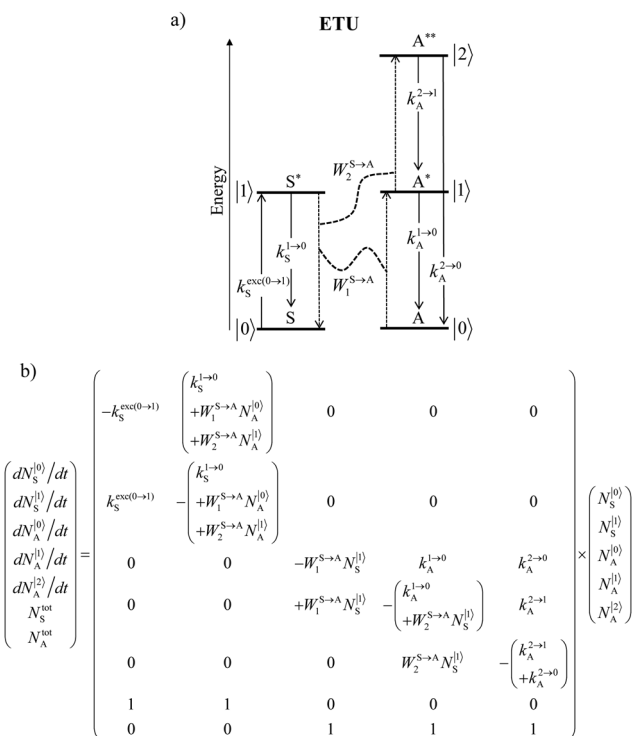 a)
ETU
A**
|2⟩
k_A^{2→1}
W_2^{S→A}
Energy
|1⟩
S*
A*
|1⟩
k_S^{1→0}
k_A^{1→0}
k_A^{2→0}
k_S^{exc(0→1)}
W_1^{S→A}
S
A
|0⟩
|0⟩
b)
(dN_S^{|0⟩}/dt
dN_S^{|1⟩}/dt
dN_A^{|0⟩}/dt
dN_A^{|1⟩}/dt
dN_A^{|2⟩}/dt
N_S^{tot}
N_A^{tot})
=
−k_S^{exc(0→1)} (k_S^{1→0} +W_1^{S→A} N_A^{|0⟩} +W_2^{S→A} N_A^{|1⟩}) 0 0 0
k_S^{exc(0→1)} −(k_S^{1→0} +W_1^{S→A} N_A^{|0⟩} +W_2^{S→A} N_A^{|1⟩}) 0 0 0
0 0 −W_1^{S→A} N_S^{|1⟩} k_A^{1→0} k_A^{2→0}
0 0 +W_1^{S→A} N_S^{|1⟩} −(k_A^{1→0} +W_2^{S→A} N_S^{|1⟩}) k_A^{2→1}
0 0 0 W_2^{S→A} N_S^{|1⟩} −(k_A^{2→1} +k_A^{2→0})
1 1 0 0 0
0 0 1 1 1
×
(N_S^{|0⟩}
N_S^{|1⟩}
N_A^{|0⟩}
N_A^{|1⟩}
N_A^{|2⟩})